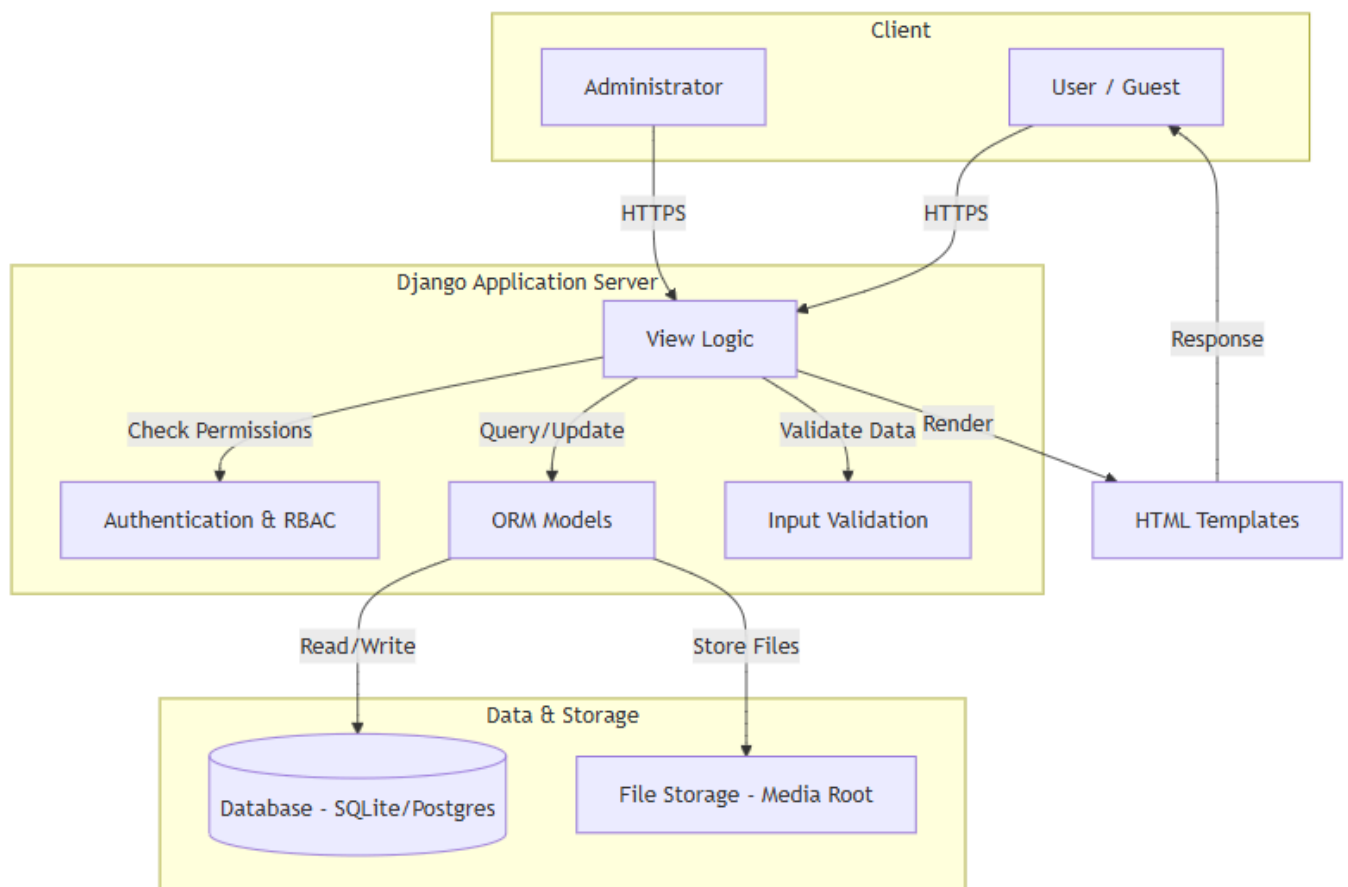 Client
Administrator
User / Guest
HTTPS
HTTPS
Django Application Server
View Logic
Response
Check Permissions
Query/Update
Validate Data
Render
Authentication & RBAC
ORM Models
Input Validation
HTML Templates
Read/Write
Store Files
Data & Storage
Database - SQLite/Postgres
File Storage - Media Root